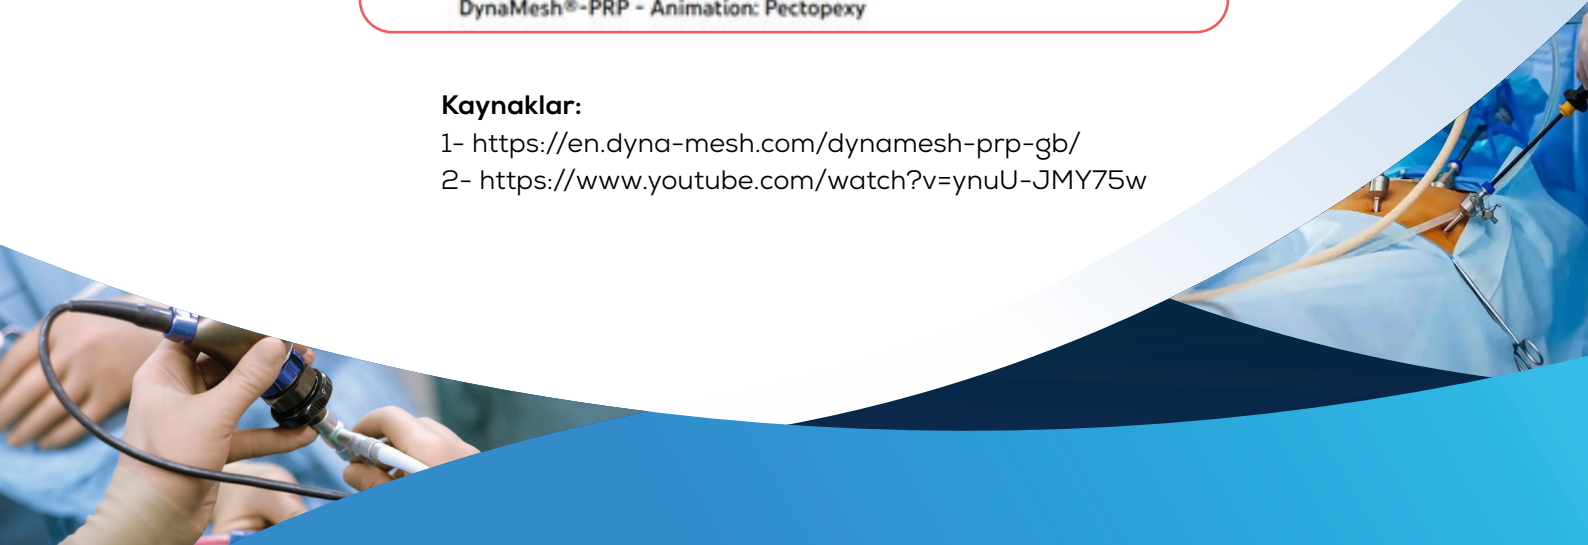 DynaMesh®-PRP - Animation: Pectopexy
Kaynaklar:
1- https://en.dyna-mesh.com/dynamesh-prp-gb/
2- https://www.youtube.com/watch?v=ynuU-JMY75w